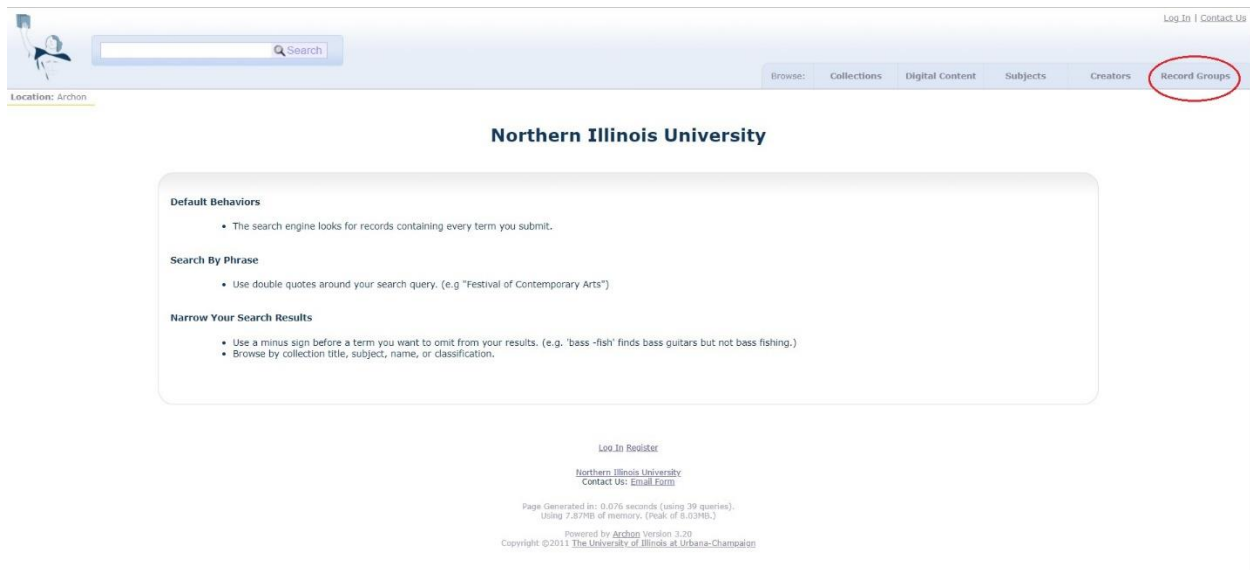 Log In | Contact Us
Search
Browse: Collections Digital Content Subjects Creators Record Groups
Location: Archon
Northern Illinois University
Default Behaviors
• The search engine looks for records containing every term you submit.
Search By Phrase
• Use double quotes around your search query. (e.g "Festival of Contemporary Arts")
Narrow Your Search Results
• Use a minus sign before a term you want to omit from your results. (e.g. 'bass -fish' finds bass guitars but not bass fishing.)
• Browse by collection title, subject, name, or classification.
Log In Register
Northern Illinois University
Contact Us: Email Form
Page Generated in: 0.076 seconds (using 39 queries).
Using 7.87MB of memory. (Peak of 8.03MB.)
Powered by Archon Version 3.20
Copyright ©2011 The University of Illinois at Urbana-Champaign